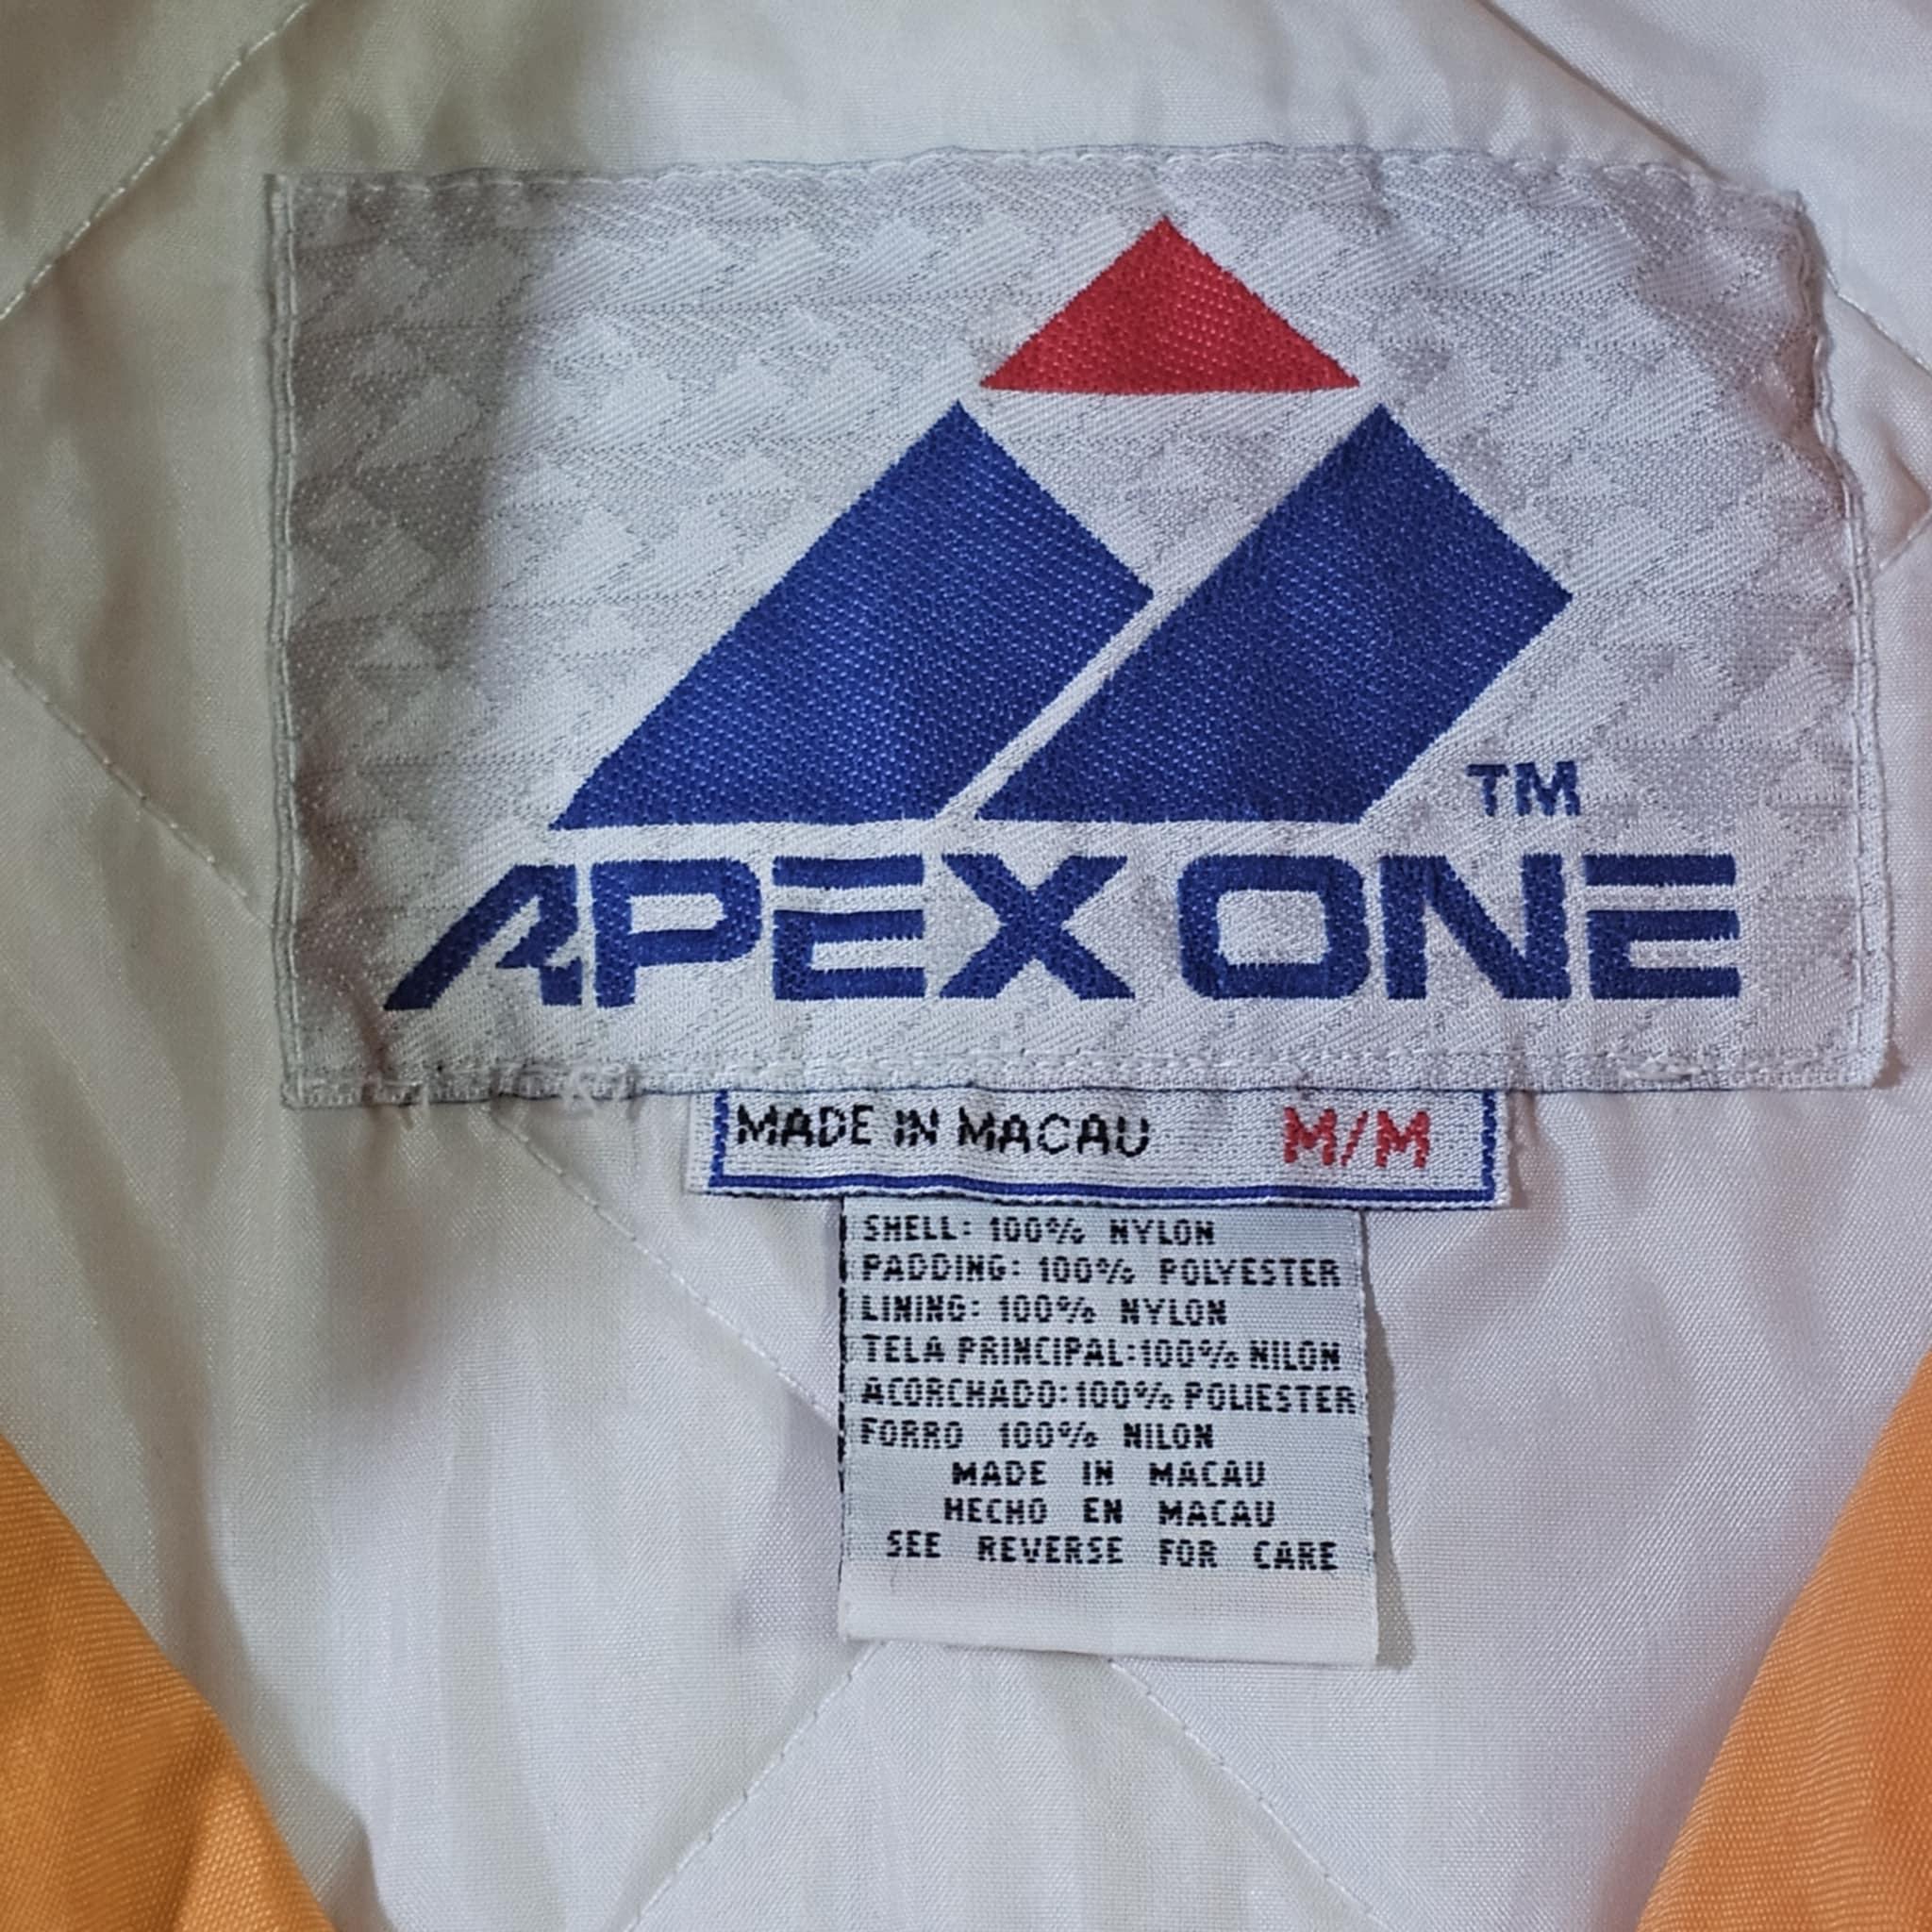 TM
APEX ONE
MADE IN MACAU M/M
SHELL: 100% NYLON
PADDING: 100% POLYESTER
LINING: 100% NYLON
TELA PRINCIPAL:100% NILON
ACORCHADO:100% POLIESTER
FORRO 100% NILON
MADE IN MACAU
HECHO EN MACAU
SEE REVERSE FOR CARE